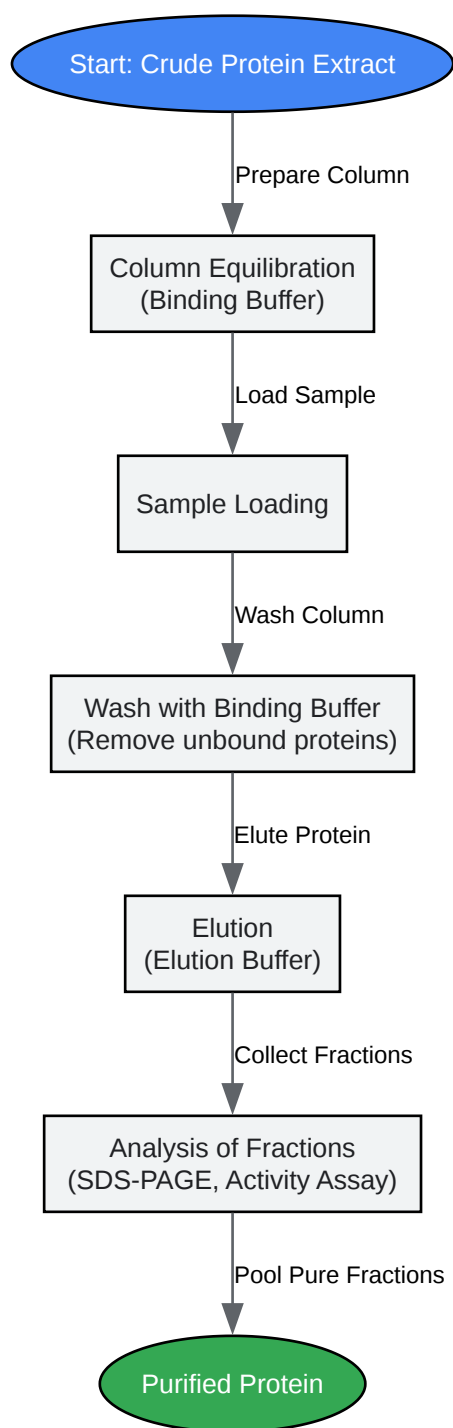 Start: Crude Protein Extract
Prepare Column
Column Equilibration
(Binding Buffer)
Load Sample
Sample Loading
Wash Column
Wash with Binding Buffer
(Remove unbound proteins)
Elute Protein
Elution
(Elution Buffer)
Collect Fractions
Analysis of Fractions
(SDS-PAGE, Activity Assay)
Pool Pure Fractions
Purified Protein